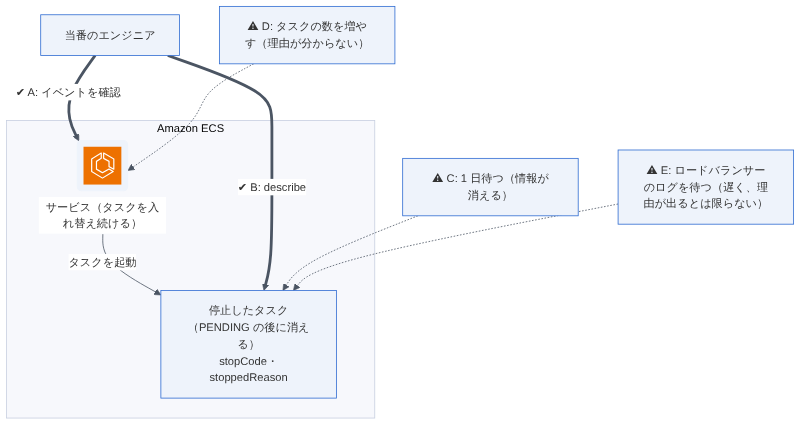 当番のエンジニア
⚠ D: タスクの数を増や
す（理由が分からない）
✔ A: イベントを確認
Amazon ECS
サービス（タスクを入
れ替え続ける）
✔ B: describe
⚠ C: 1 日待つ（情報が
消える）
⚠ E: ロードバランサー
のログを待つ（遅く、理
由が出るとは限らない）
タスクを起動
停止したタスク
（PENDING の後に消え
る）
stopCode・
stoppedReason